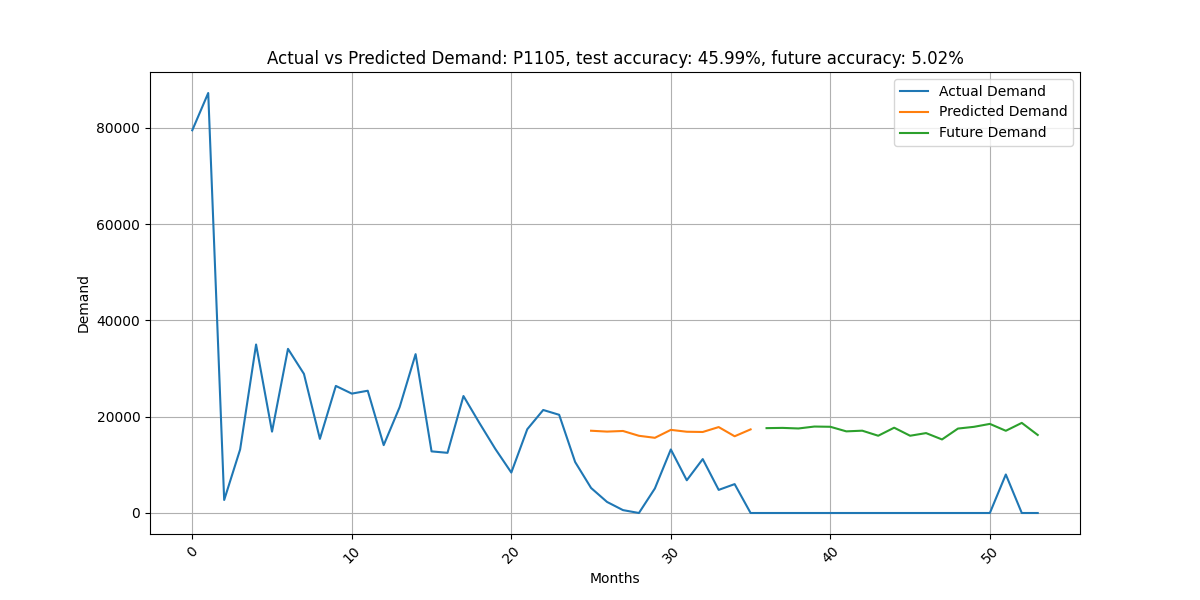 Actual vs Predicted Demand: P1105, test accuracy: 45.99%, future accuracy: 5.02%
Actual Demand
Predicted Demand
Future Demand
Demand
80000
60000
40000
20000
0
0
10
20
30
40
50
Months